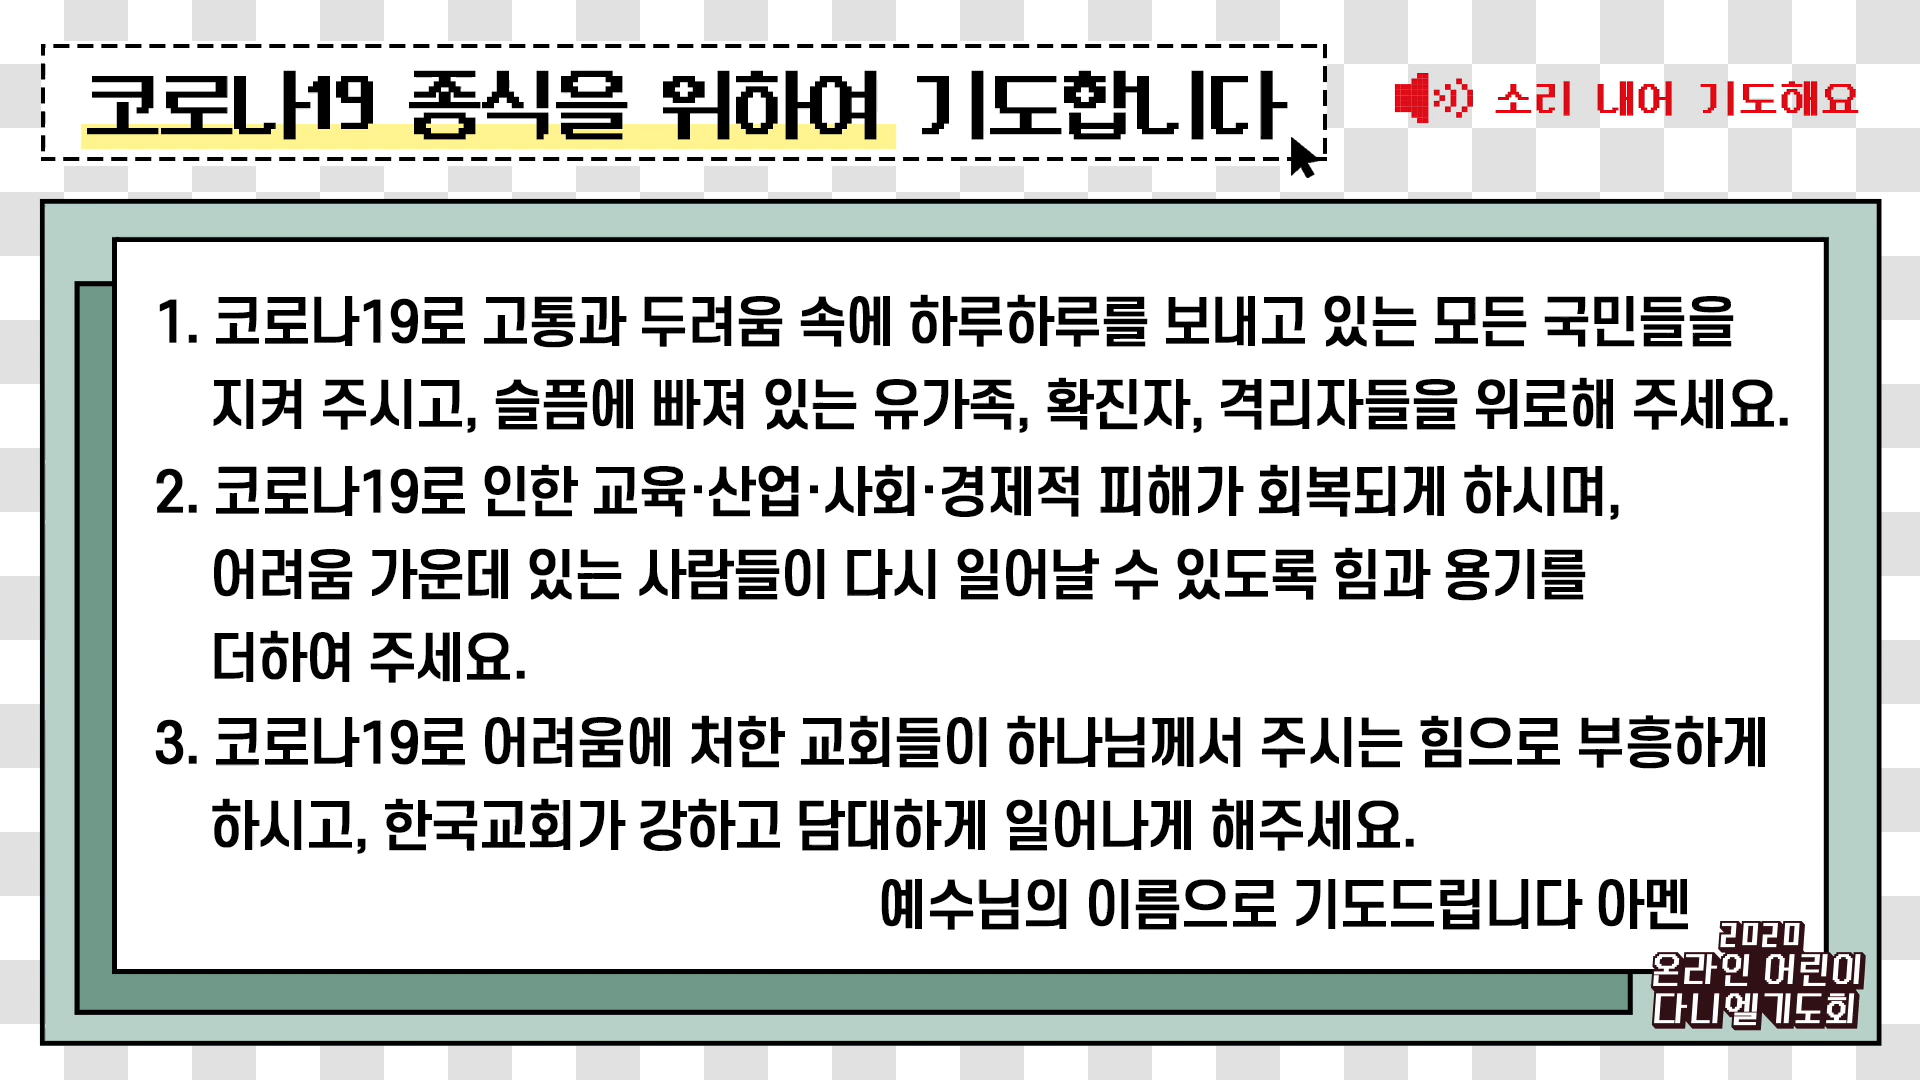 코로나19 종식을 위하여 기도합니다
소리 내어 기도해요
1. 코로나19로 고통과 두려움 속에 하루하루를 보내고 있는 모든 국민들을
지켜 주시고, 슬픔에 빠져 있는 유가족, 확진자, 격리자들을 위로해 주세요.
2. 코로나19로 인한 교육·산업·사회·경제적 피해가 회복되게 하시며,
어려움 가운데 있는 사람들이 다시 일어날 수 있도록 힘과 용기를
더하여 주세요.
3. 코로나19로 어려움에 처한 교회들이 하나님께서 주시는 힘으로 부흥하게
하시고, 한국교회가 강하고 담대하게 일어나게 해주세요.
예수님의 이름으로 기도드립니다 아멘
2020
온라인 어린이
다니엘기도회